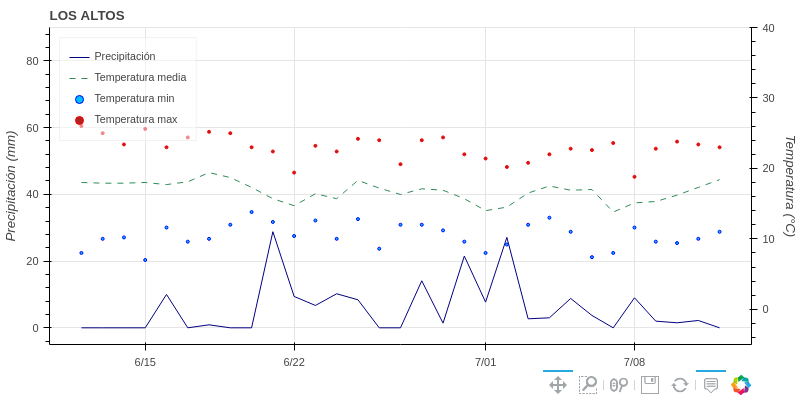 LOS ALTOS
Precipitación
Temperatura media
Temperatura min
Temperatura max
Precipitación (mm)
80
60
40
20
0
40
30
20
10
0
Temperatura (°C)
6/15
6/22
7/01
7/08